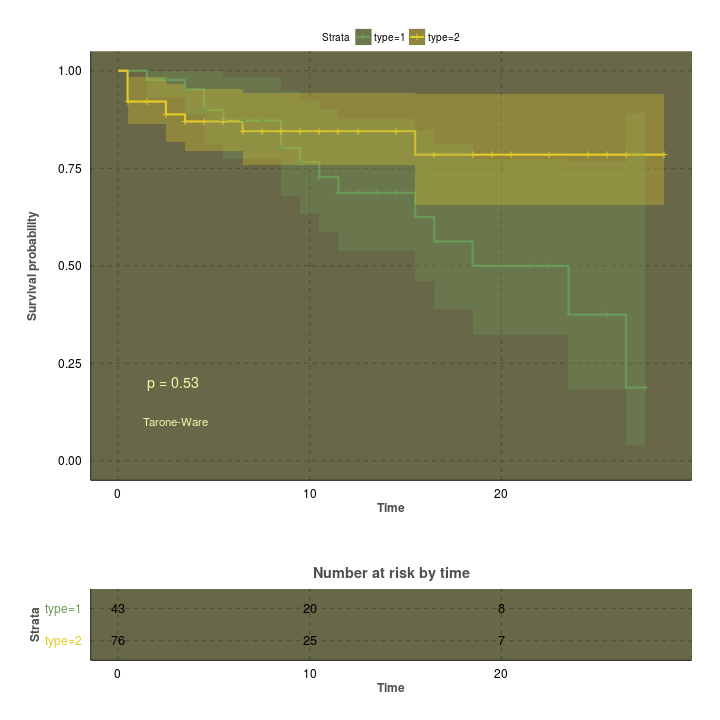 Strata type=1 type=2
1.00
0.75
0.50
0.25
0.00
Survival probability
p = 0.53
Tarone-Ware
0 10 20
Time
Number at risk by time
Strata
type=1 43 20 8
type=2 76 25 7
0 10 20
Time